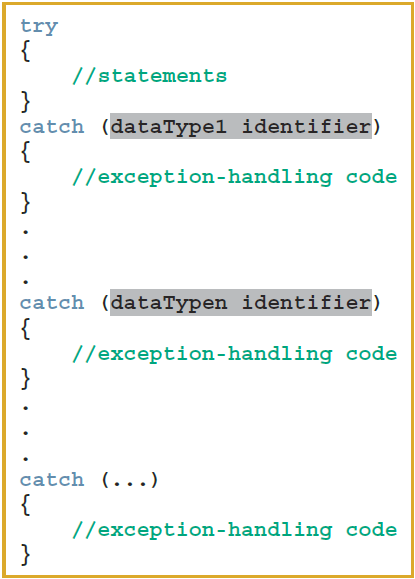 try
{
    //statements
}
catch (dataType1 identifier)
{
    //exception-handling code
}
.
.
.
catch (dataTypen identifier)
{
    //exception-handling code
}
.
.
.
catch (...)
{
    //exception-handling code
}